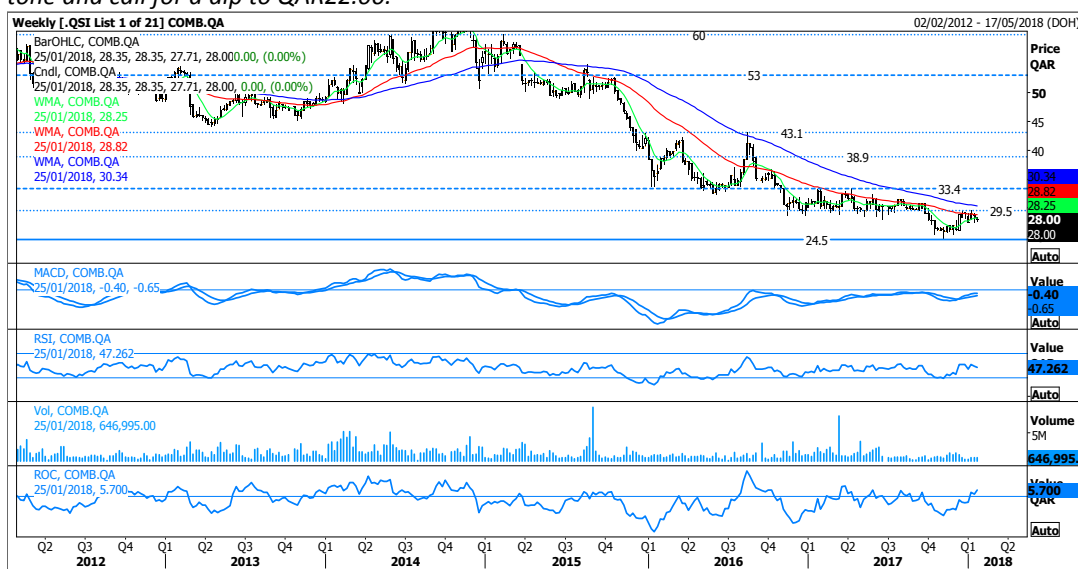 tone and call for a dip to QAR22.00.
Weekly [.QSI List 1 of 21] COMB.QA
02/02/2012 - 17/05/2018 (DOH)
BarOHLC, COMB.QA
25/01/2018, 28.35, 28.35, 27.71, 28.00, 0.00, (0.00%)
Cndl, COMB.QA
25/01/2018, 28.35, 28.35, 27.71, 28.00, 0.00, (0.00%)
WMA, COMB.QA
25/01/2018, 28.25
WMA, COMB.QA
25/01/2018, 28.82
WMA, COMB.QA
25/01/2018, 30.34
60
53
43.1
38.9
33.4
29.5
24.5
Price
QAR
50
45
40
30.34
28.82
28.25
28.00
28.00
Auto
MACD, COMB.QA
25/01/2018, -0.40, -0.65
Value
-0.40
-0.65
Auto
RSI, COMB.QA
25/01/2018, 47.262
Value
47.262
Auto
Vol, COMB.QA
25/01/2018, 646,995.00
Volume
5M
646,995.
ROC, COMB.QA
25/01/2018, 5.700
Value
5.700
QAR
Auto
Q2 Q3 Q4 Q1 Q2 Q3 Q4 Q1 Q2 Q3 Q4 Q1 Q2 Q3 Q4 Q1 Q2 Q3 Q4 Q1 Q2 Q3 Q4 Q1 Q2
2012 2013 2014 2015 2016 2017 2018